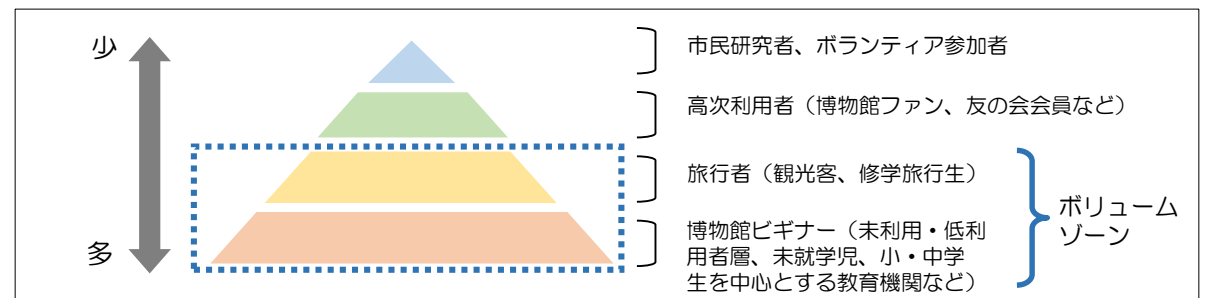 少
市民研究者、ボランティア参加者
高次利用者（博物館ファン、友の会会員など）
旅行者（観光客、修学旅行生）
ボリューム
ゾーン
博物館ビギナー（未利用・低利
用者層、未就学児、小・中学
生を中心とする教育機関など）
多